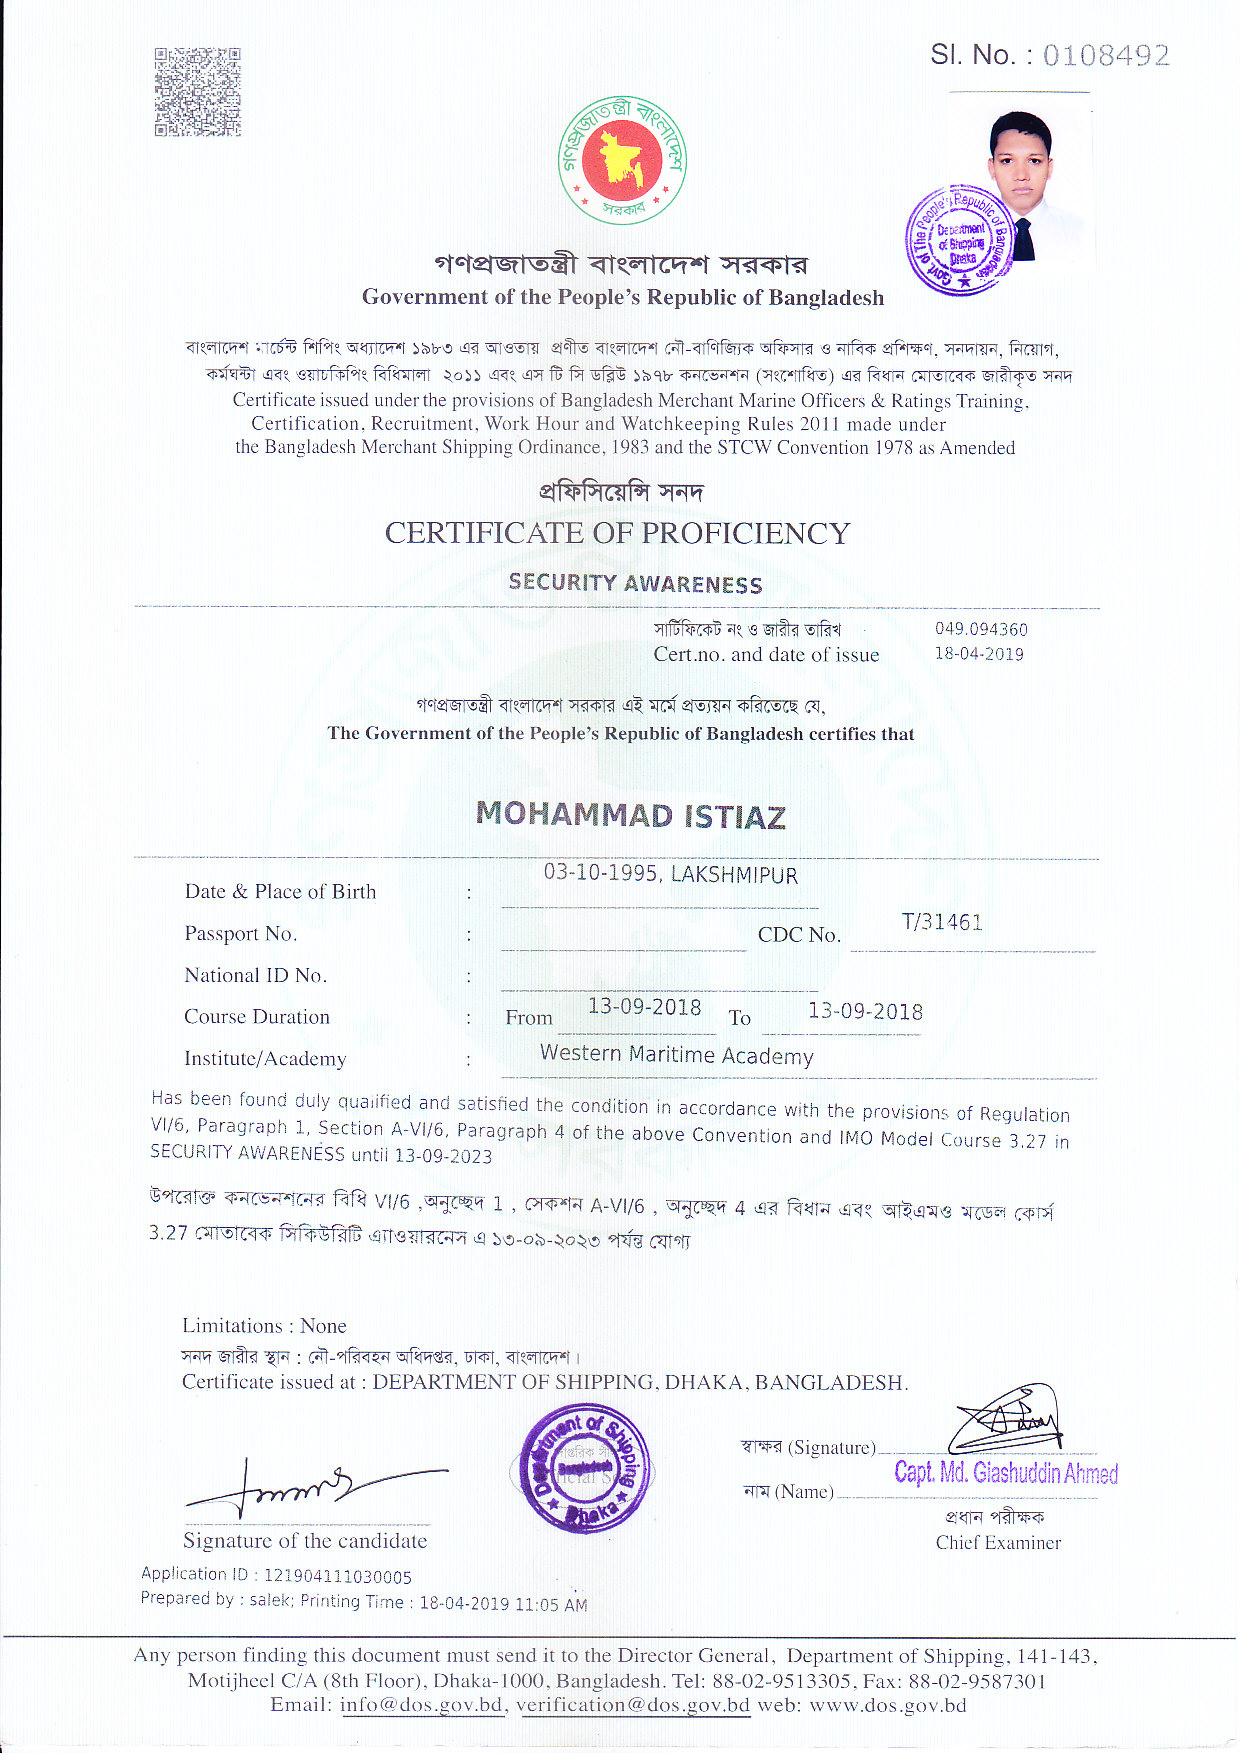 Sl. No. : 0108492
গণপ্রজাতন্ত্রী বাংলাদেশ
সরকার
Govt. of The People's Republic of Bangladesh
Department
of Shipping
Dhaka
গণপ্রজাতন্ত্রী বাংলাদেশ সরকার
Government of the People's Republic of Bangladesh
বাংলাদেশ মার্চেন্ট শিপিং অধ্যাদেশ ১৯৮৩ এর আওতায় প্রণীত বাংলাদেশ নৌ-বাণিজ্যিক অফিসার ও নাবিক প্রশিক্ষণ, সনদায়ন, নিয়োগ,
কর্মঘন্টা এবং ওয়াচকিপিং বিধিমালা ২০১১ এবং এস টি সি ডব্লিউ ১৯৭৮ কনভেনশন (সংশোধিত) এর বিধান মোতাবেক জারীকৃত সনদ
Certificate issued under the provisions of Bangladesh Merchant Marine Officers & Ratings Training,
Certification, Recruitment, Work Hour and Watchkeeping Rules 2011 made under
the Bangladesh Merchant Shipping Ordinance, 1983 and the STCW Convention 1978 as Amended
প্রফিসিয়েন্সি সনদ
CERTIFICATE OF PROFICIENCY
SECURITY AWARENESS
সার্টিফিকেট নং ও জারীর তারিখ 049.094360
Cert.no. and date of issue 18-04-2019
গণপ্রজাতন্ত্রী বাংলাদেশ সরকার এই মর্মে প্রত্যয়ন করিতেছে যে,
The Government of the People's Republic of Bangladesh certifies that
MOHAMMAD ISTIAZ
Date & Place of Birth : 03-10-1995, LAKSHMIPUR
Passport No. : CDC No. T/31461
National ID No. :
Course Duration : From 13-09-2018 To 13-09-2018
Institute/Academy : Western Maritime Academy
Has been found duly qualified and satisfied the condition in accordance with the provisions of Regulation
VI/6, Paragraph 1, Section A-VI/6, Paragraph 4 of the above Convention and IMO Model Course 3.27 in
SECURITY AWARENESS until 13-09-2023
উপরোক্ত কনভেনশনের বিধি VI/6 ,অনুচ্ছেদ 1 , সেকশন A-VI/6 , অনুচ্ছেদ 4 এর বিধান এবং আইএমও মডেল কোর্স
3.27 মোতাবেক সিকিউরিটি এ্যাওয়ারনেস এ ১৩-০৯-২০২৩ পর্যন্ত যোগ্য
Limitations : None
সনদ জারীর স্থান : নৌ-পরিবহন অধিদপ্তর, ঢাকা, বাংলাদেশ।
Certificate issued at : DEPARTMENT OF SHIPPING, DHAKA, BANGLADESH.
Department of Shipping
Bangladesh
Dhaka
স্বাক্ষর (Signature)
Capt. Md. Giashuddin Ahmed
নাম (Name)
প্রধান পরীক্ষক
Chief Examiner
Signature of the candidate
Application ID : 121904111030005
Prepared by : salek; Printing Time : 18-04-2019 11:05 AM
Any person finding this document must send it to the Director General, Department of Shipping, 141-143,
Motijheel C/A (8th Floor), Dhaka-1000, Bangladesh. Tel: 88-02-9513305, Fax: 88-02-9587301
Email: info@dos.gov.bd, verification@dos.gov.bd web: www.dos.gov.bd